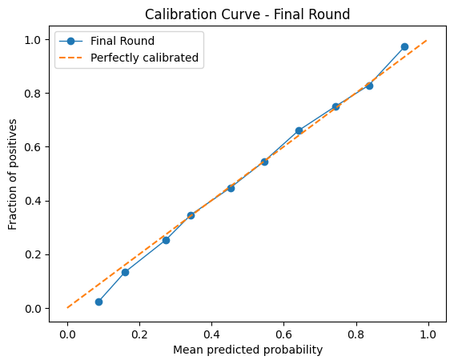 Calibration Curve - Final Round
Final Round
Perfectly calibrated
Fraction of positives
1.0
0.8
0.6
0.4
0.2
0.0
0.0 0.2 0.4 0.6 0.8 1.0
Mean predicted probability